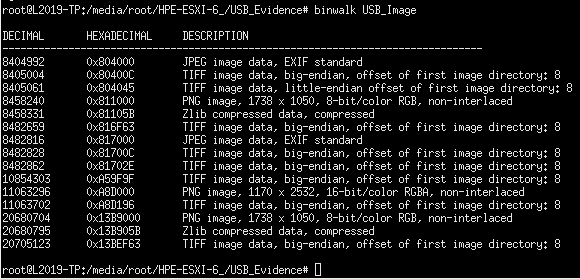 root@L2019-TP:/media/root/HPE-ESXI-6_/USB_Evidence# binwalk USB_Image
DECIMAL       HEXADECIMAL     DESCRIPTION
--------------------------------------------------------------------------------
8404992       0x804000        JPEG image data, EXIF standard
8405004       0x80400C        TIFF image data, big-endian, offset of first image directory: 8
8405061       0x804045        TIFF image data, little-endian offset of first image directory: 8
8458240       0x811000        PNG image, 1738 x 1050, 8-bit/color RGB, non-interlaced
8458331       0x81105B        Zlib compressed data, compressed
8482659       0x816F63        TIFF image data, big-endian, offset of first image directory: 8
8482816       0x817000        JPEG image data, EXIF standard
8482828       0x81700C        TIFF image data, big-endian, offset of first image directory: 8
8482862       0x81702E        TIFF image data, big-endian, offset of first image directory: 8
10854303      0xA59F9F        TIFF image data, big-endian, offset of first image directory: 8
11063296      0xA8D000        PNG image, 1170 x 2532, 16-bit/color RGBA, non-interlaced
11063702      0xA8D196        TIFF image data, big-endian, offset of first image directory: 8
20680704      0x13B9000       PNG image, 1738 x 1050, 8-bit/color RGB, non-interlaced
20680795      0x13B905B       Zlib compressed data, compressed
20705123      0x13BEF63       TIFF image data, big-endian, offset of first image directory: 8
root@L2019-TP:/media/root/HPE-ESXI-6_/USB_Evidence#